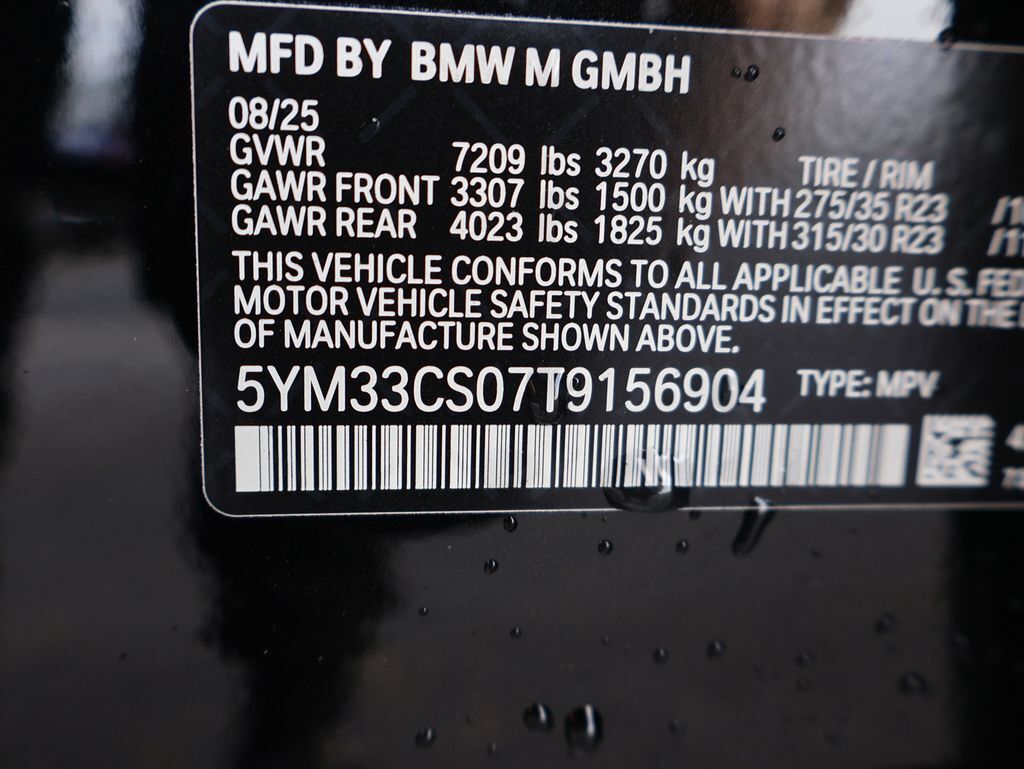 MFD BY BMW M GMBH
08/25
GVWR 7209 lbs 3270 kg TIRE / RIM
GAWR FRONT 3307 lbs 1500 kg WITH 275/35 R23
GAWR REAR 4023 lbs 1825 kg WITH 315/30 R23
THIS VEHICLE CONFORMS TO ALL APPLICABLE U.S. FED
MOTOR VEHICLE SAFETY STANDARDS IN EFFECT ON THE
OF MANUFACTURE SHOWN ABOVE.
5YM33CS07T9156904 TYPE: MPV